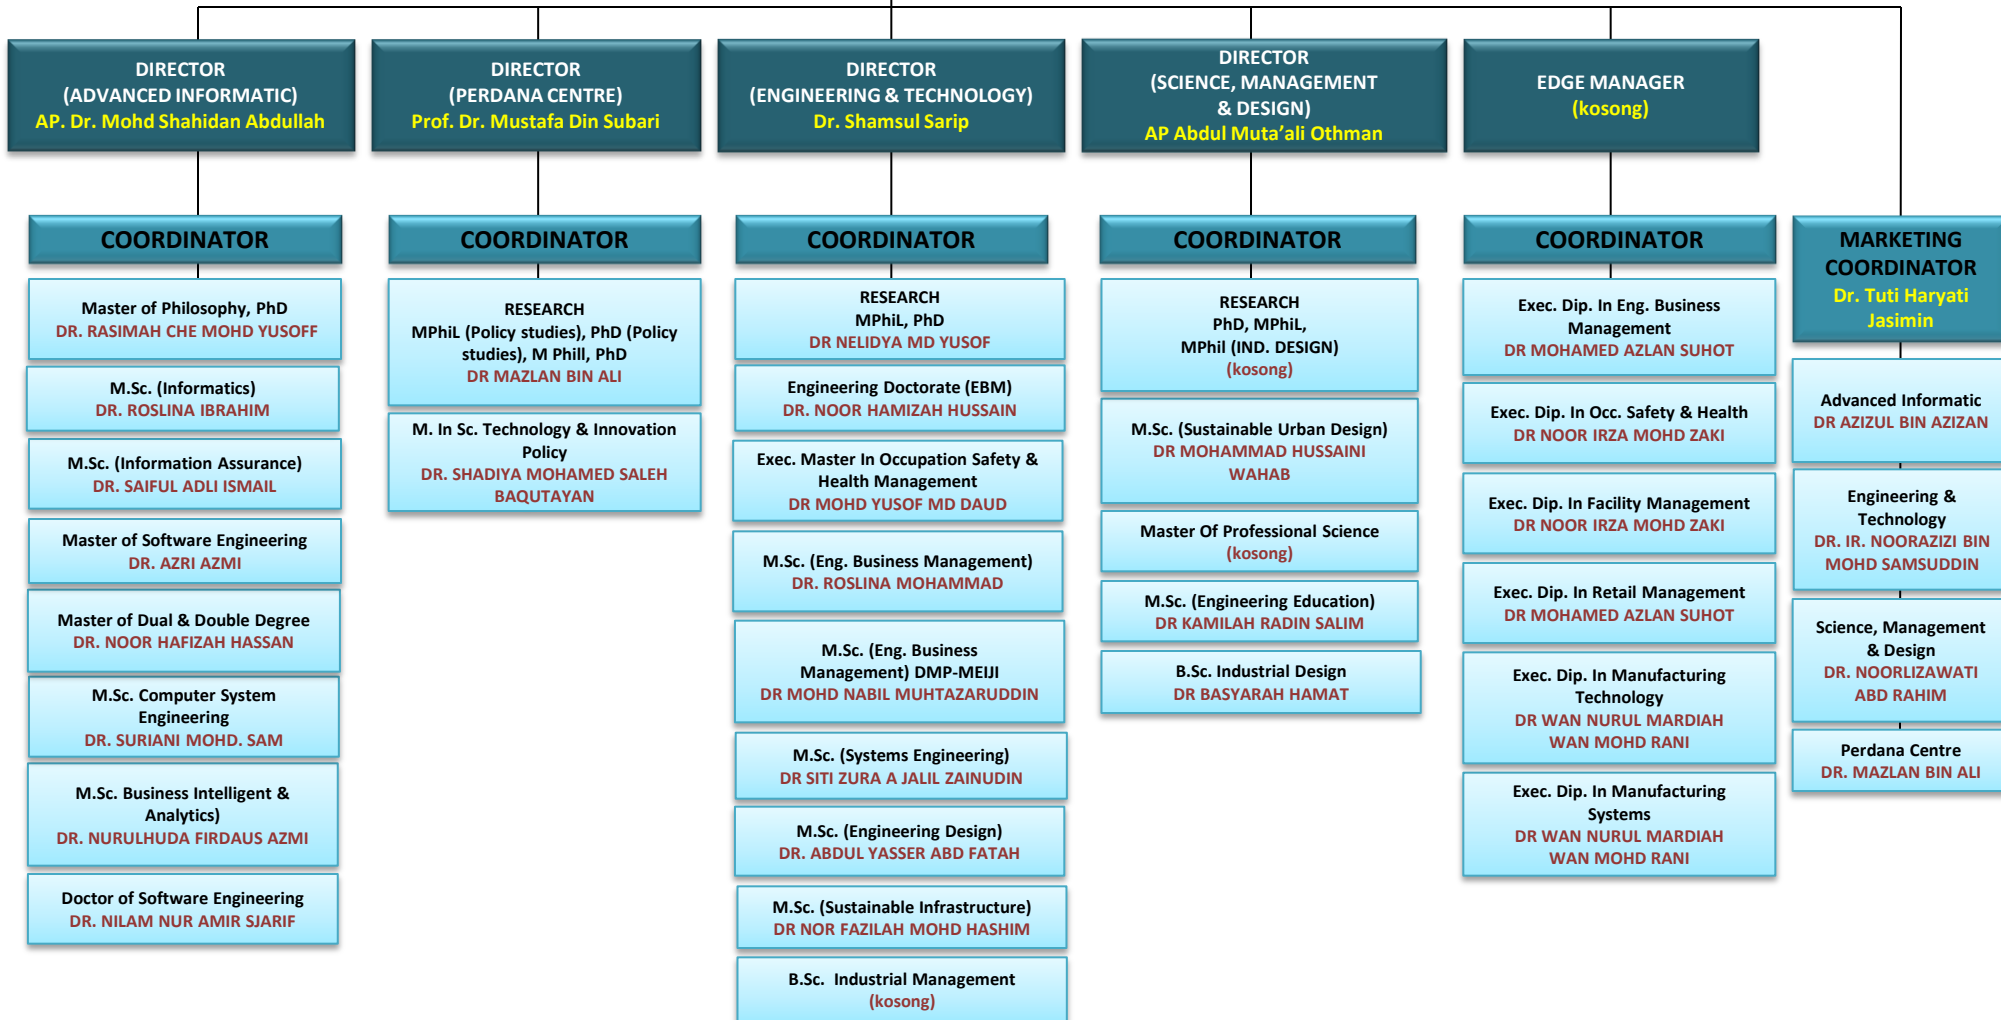 DIRECTOR
(ADVANCED INFORMATIC)
AP. Dr. Mohd Shahidan Abdullah
DIRECTOR
(PERDANA CENTRE)
Prof. Dr. Mustafa Din Subari
DIRECTOR
(ENGINEERING & TECHNOLOGY)
Dr. Shamsul Sarip
DIRECTOR
(SCIENCE, MANAGEMENT
& DESIGN)
AP Abdul Muta’ali Othman
EDGE MANAGER
(kosong)
COORDINATOR
Master of Philosophy, PhD
DR. RASIMAH CHE MOHD YUSOFF
M.Sc. (Informatics)
DR. ROSLINA IBRAHIM
M.Sc. (Information Assurance)
DR. SAIFUL ADLI ISMAIL
Master of Software Engineering
DR. AZRI AZMI
Master of Dual & Double Degree
DR. NOOR HAFIZAH HASSAN
M.Sc. Computer System
Engineering
DR. SURIANI MOHD. SAM
M.Sc. Business Intelligent &
Analytics)
DR. NURULHUDA FIRDAUS AZMI
Doctor of Software Engineering
DR. NILAM NUR AMIR SJARIF
COORDINATOR
RESEARCH
MPhiL (Policy studies), PhD (Policy
studies), M Phill, PhD
DR MAZLAN BIN ALI
M. In Sc. Technology & Innovation
Policy
DR. SHADIYA MOHAMED SALEH
BAQUTAYAN
COORDINATOR
RESEARCH
MPhiL, PhD
DR NELIDYA MD YUSOF
Engineering Doctorate (EBM)
DR. NOOR HAMIZAH HUSSAIN
Exec. Master In Occupation Safety &
Health Management
DR MOHD YUSOF MD DAUD
M.Sc. (Eng. Business Management)
DR. ROSLINA MOHAMMAD
M.Sc. (Eng. Business
Management) DMP-MEIJI
DR MOHD NABIL MUHTAZARUDDIN
M.Sc. (Systems Engineering)
DR SITI ZURA A JALIL ZAINUDIN
M.Sc. (Engineering Design)
DR. ABDUL YASSER ABD FATAH
M.Sc. (Sustainable Infrastructure)
DR NOR FAZILAH MOHD HASHIM
B.Sc. Industrial Management
(kosong)
COORDINATOR
RESEARCH
PhD, MPhiL,
MPhil (IND. DESIGN)
(kosong)
M.Sc. (Sustainable Urban Design)
DR MOHAMMAD HUSSAINI
WAHAB
Master Of Professional Science
(kosong)
M.Sc. (Engineering Education)
DR KAMILAH RADIN SALIM
B.Sc. Industrial Design
DR BASYARAH HAMAT
COORDINATOR
Exec. Dip. In Eng. Business
Management
DR MOHAMED AZLAN SUHOT
Exec. Dip. In Occ. Safety & Health
DR NOOR IRZA MOHD ZAKI
Exec. Dip. In Facility Management
DR NOOR IRZA MOHD ZAKI
Exec. Dip. In Retail Management
DR MOHAMED AZLAN SUHOT
Exec. Dip. In Manufacturing
Technology
DR WAN NURUL MARDIAH
WAN MOHD RANI
Exec. Dip. In Manufacturing
Systems
DR WAN NURUL MARDIAH
WAN MOHD RANI
MARKETING
COORDINATOR
Dr. Tuti Haryati
Jasimin
Advanced Informatic
DR AZIZUL BIN AZIZAN
Engineering &
Technology
DR. IR. NOORAZIZI BIN
MOHD SAMSUDDIN
Science, Management
& Design
DR. NOORLIZAWATI
ABD RAHIM
Perdana Centre
DR. MAZLAN BIN ALI